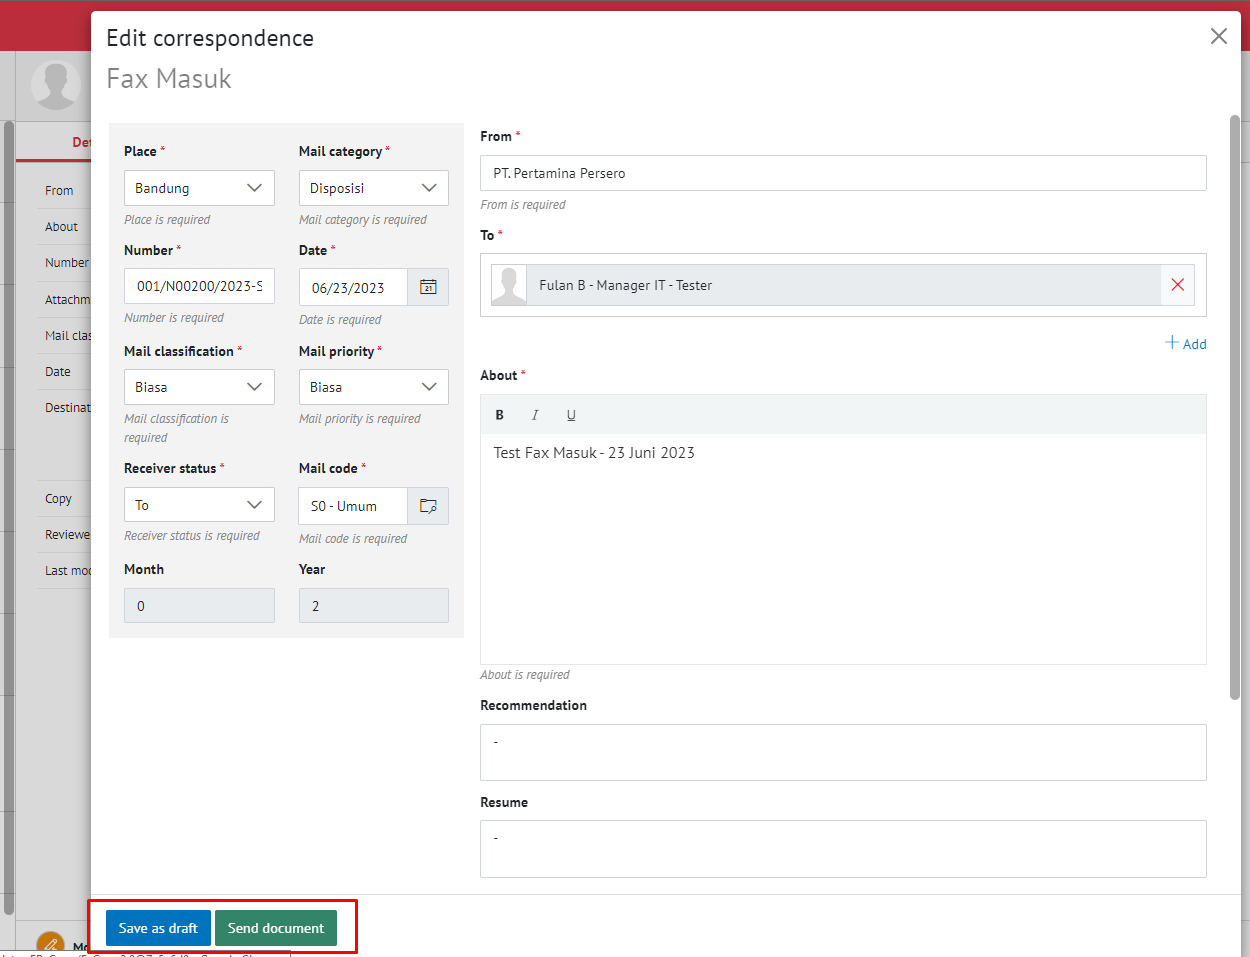 Edit correspondence
Fax Masuk
Place *
Bandung
Place is required
Mail category *
Disposisi
Mail category is required
Number *
001/N00200/2023-S
Number is required
Date *
06/23/2023
21
Date is required
Mail classification *
Biasa
Mail classification is
required
Mail priority *
Biasa
Mail priority is required
Receiver status *
To
Receiver status is required
Mail code *
S0 - Umum
Mail code is required
Month
0
Year
2
From *
PT. Pertamina Persero
From is required
To *
Fulan B - Manager IT - Tester
Add
About *
B I U
Test Fax Masuk - 23 Juni 2023
About is required
Recommendation
-
Resume
-
Save as draft
Send document
Det
From
About
Number
Attachm
Mail clas
Date
Destinat
Copy
Reviewe
Last mod
Mo